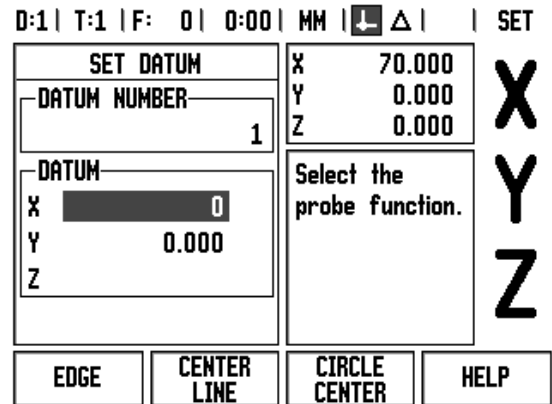 D:1 | T:1 | F: 0 | 0:00 | MM | Δ | | SET
SET DATUM
DATUM NUMBER
1
DATUM
X 0
Y 0.000
Z
X 70.000
Y 0.000
Z 0.000
Select the
probe function.
X
Y
Z
EDGE
CENTER
LINE
CIRCLE
CENTER
HELP